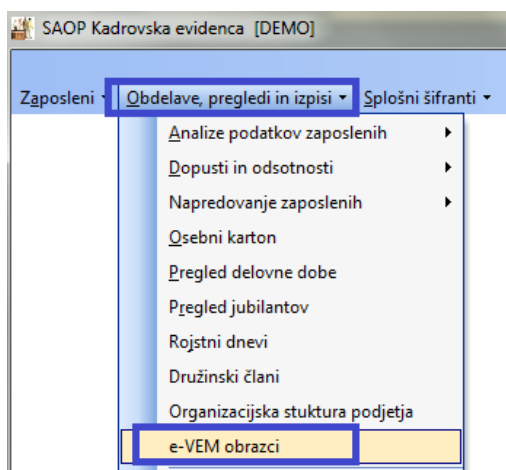 SAOP Kadrovska evidenca [DEMO]
Zaposleni Obdelave, pregledi in izpisi Splošni šifranti
Analize podatkov zaposlenih
Dopusti in odsotnosti
Napredovanje zaposlenih
Osebni karton
Pregled delovne dobe
Pregled jubilantov
Rojstni dnevi
Družinski člani
Organizacijska stuktura podjetja
e-VEM obrazci